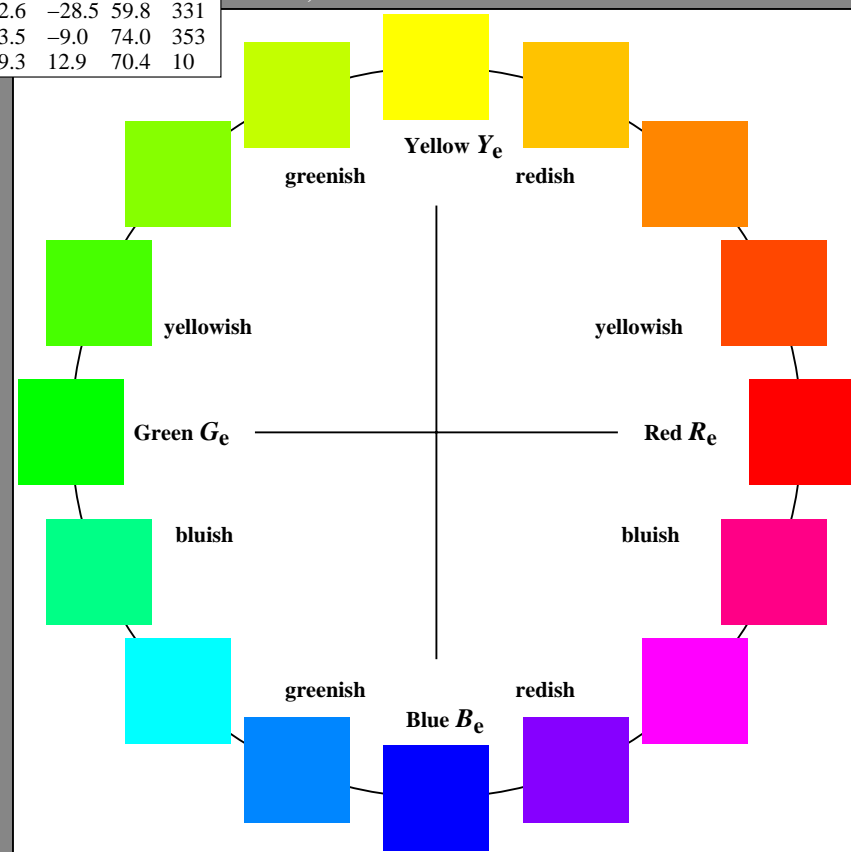 2.6 −28.5 59.8 331
3.5 −9.0 74.0 353
9.3 12.9 70.4 10
Yellow Ye
greenish redish
yellowish yellowish
Green Ge Red Re
bluish bluish
greenish redish
Blue Be